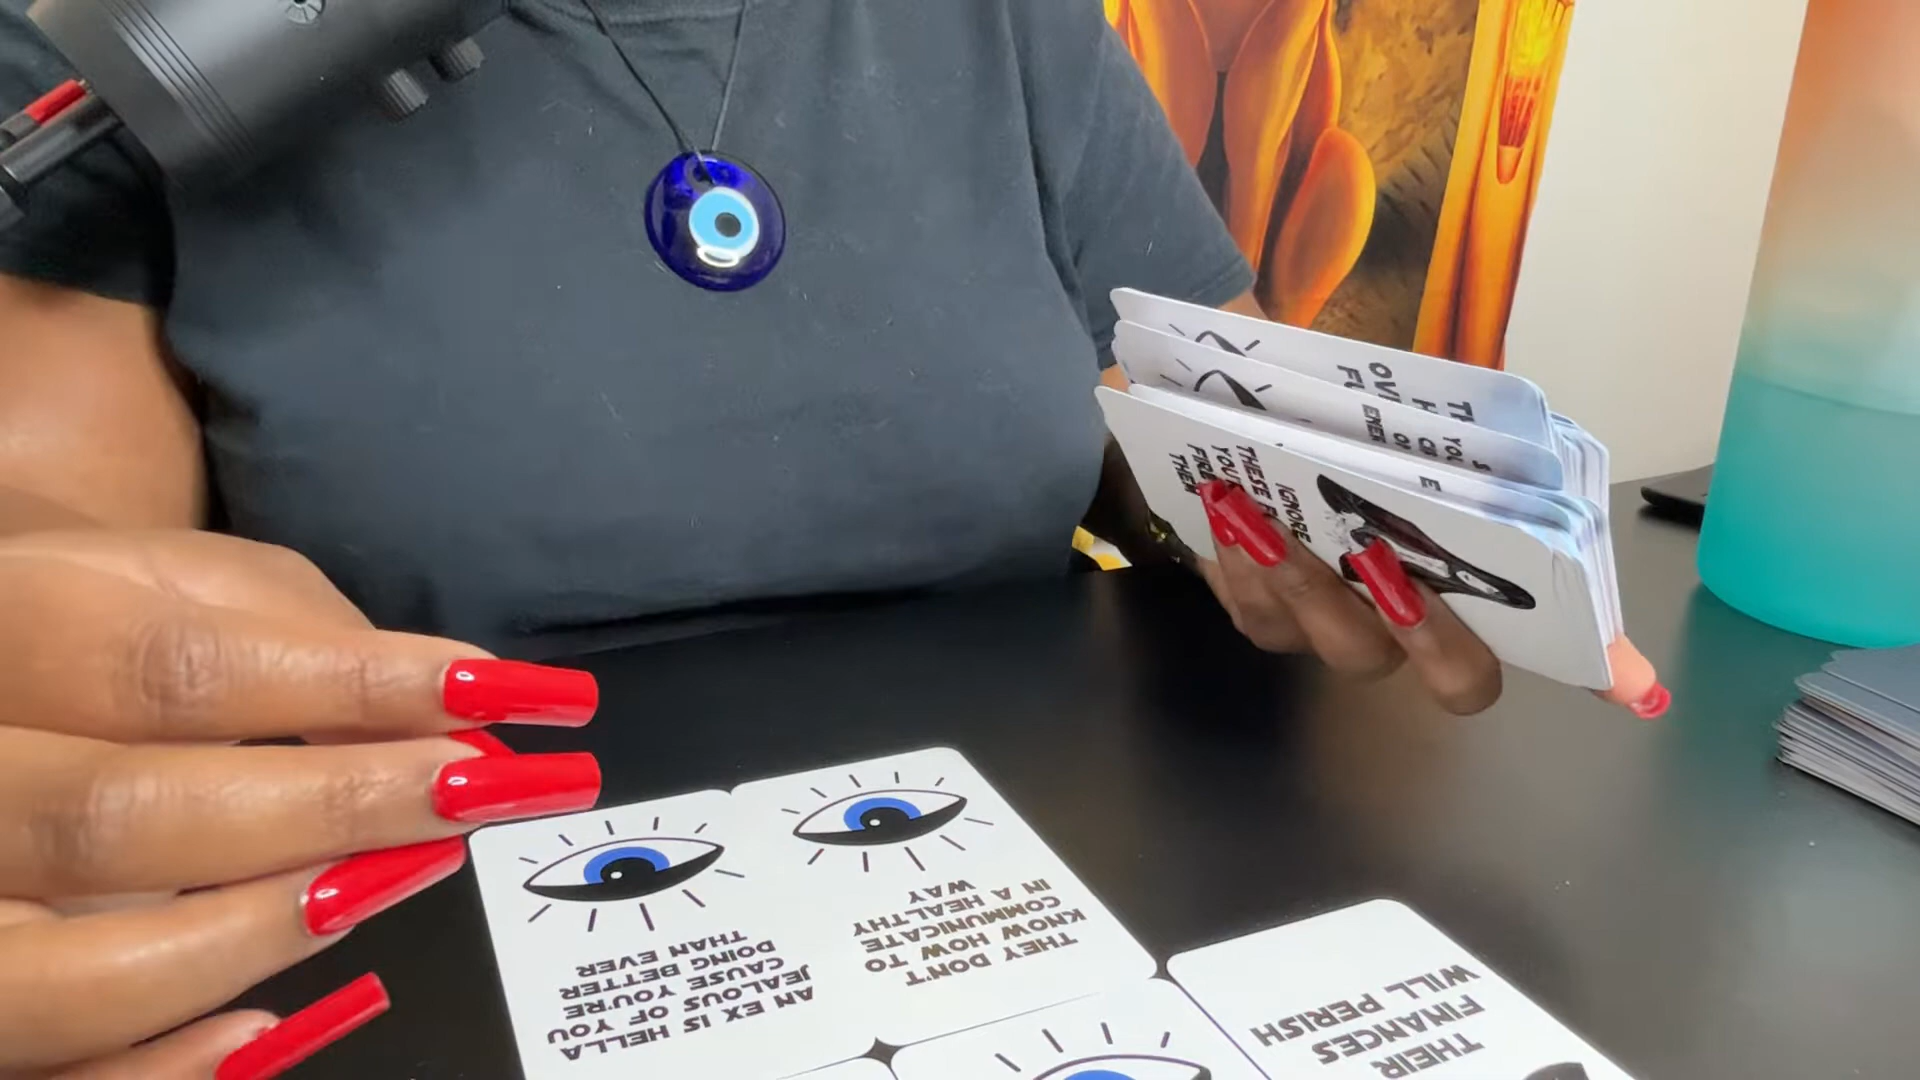 AN EX IS HELLA
JEALOUS OF YOU
CAUSE YOU'RE
DOING BETTER
THAN EVER
THEY DON'T
KNOW HOW TO
COMMUNICATE
IN A HEALTHY
WAY
THEIR
FINANCES
WILL PERISH
IGNORE
THESE